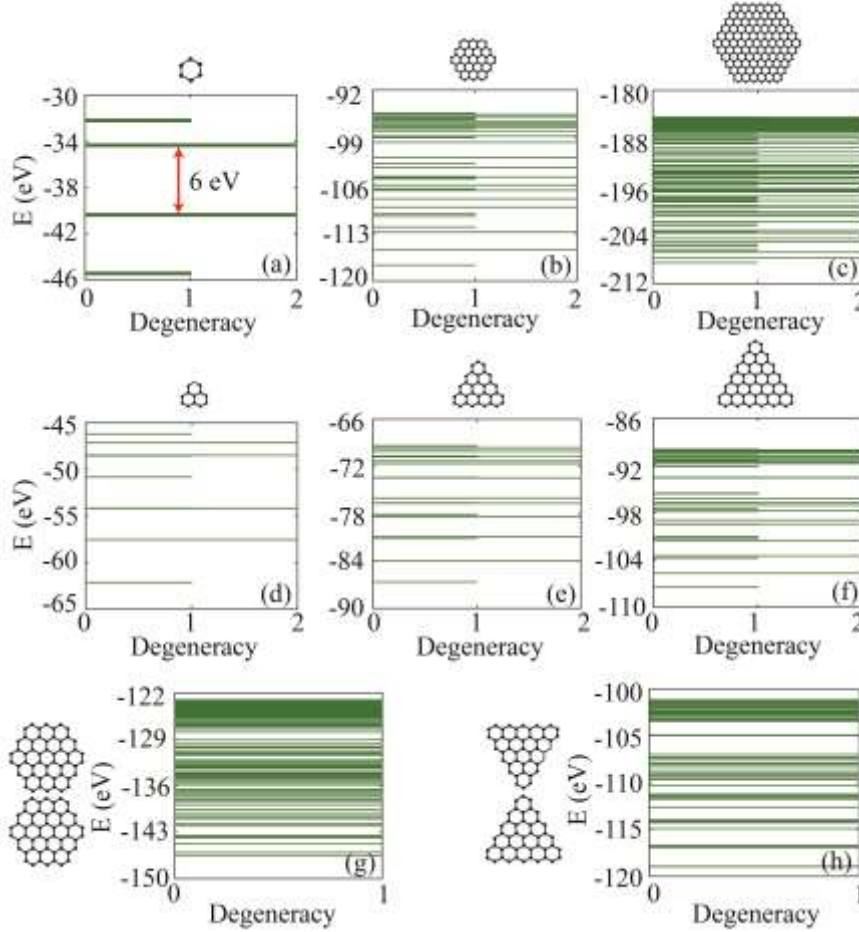 -30
-34
-38
-42
-46
E (eV)
6 eV
(a)
0
1
2
Degeneracy
-92
-99
-106
-113
-120
(b)
0
1
2
Degeneracy
-180
-188
-196
-204
-212
(c)
0
1
2
Degeneracy
-45
-50
-55
-60
-65
E (eV)
(d)
0
1
2
Degeneracy
-66
-72
-78
-84
-90
(e)
0
1
2
Degeneracy
-86
-92
-98
-104
-110
(f)
0
1
2
Degeneracy
-122
-129
-136
-143
-150
E (eV)
(g)
0
1
Degeneracy
-100
-105
-110
-115
-120
E (eV)
(h)
0
1
Degeneracy